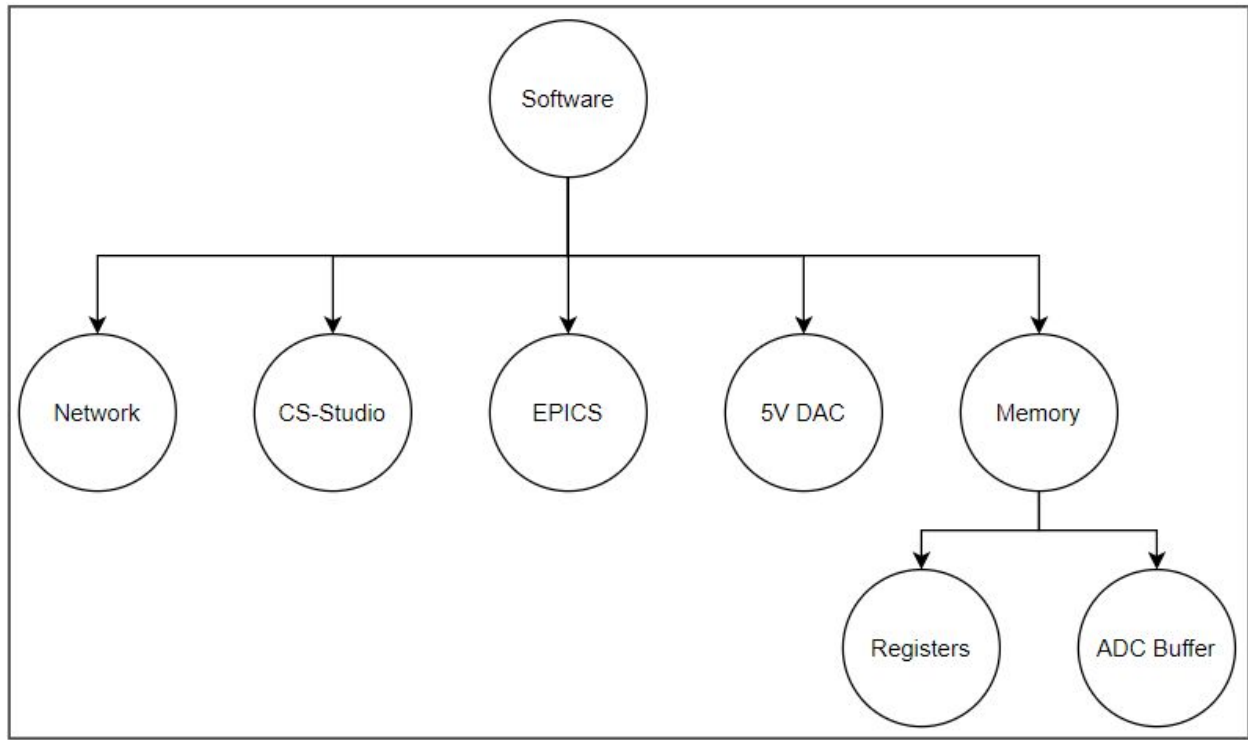 Software
Network
CS-Studio
EPICS
5V DAC
Memory
Registers
ADC Buffer